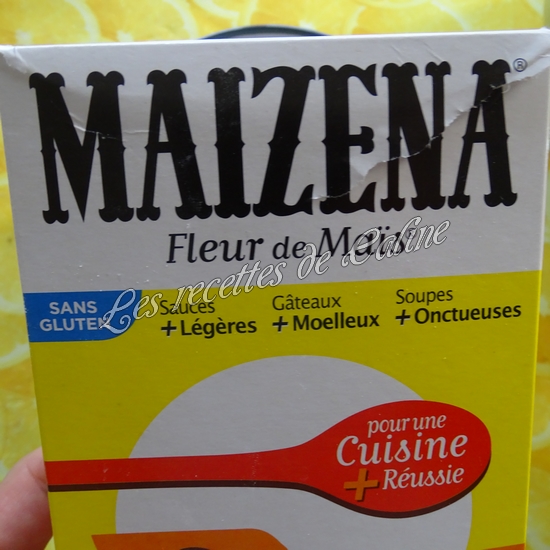 MAIZENA®
Fleur de Maïs
Les recettes de Cafine
SANS
GLUTEN
Sauces
+Légères
Gâteaux
+Moelleux
Soupes
+Onctueuses
pour une
Cuisine
+Réussie